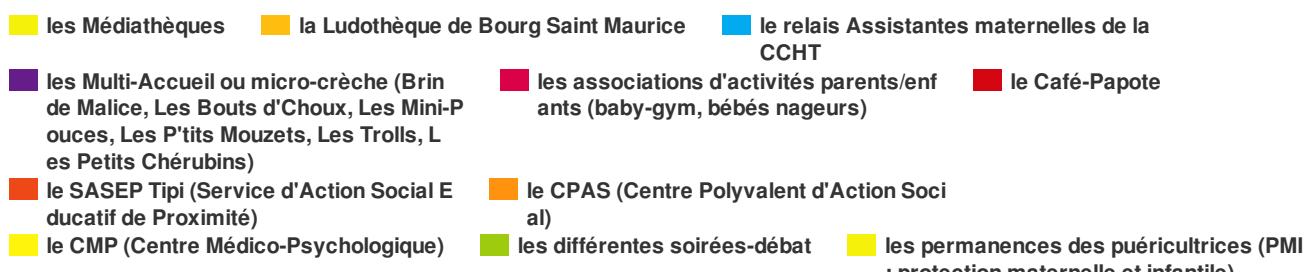 les Médiathèques la Ludothèque de Bourg Saint Maurice le relais Assistantes maternelles de la
CCHT
les Multi-Accueil ou micro-crèche (Brin
de Malice, Les Bouts d'Choux, Les Mini-P
ouces, Les P'tits Mouzets, Les Trolls, L
es Petits Chérubins)
les associations d'activités parents/enf
ants (baby-gym, bébés nageurs)
le Café-Papote
le SASEP Tipi (Service d'Action Social E
ducatif de Proximité)
le CPAS (Centre Polyvalent d'Action Soci
al)
le CMP (Centre Médico-Psychologique) les différentes soirées-débat les permanences des puéricultrices (PMI
: protection maternelle et infantile)